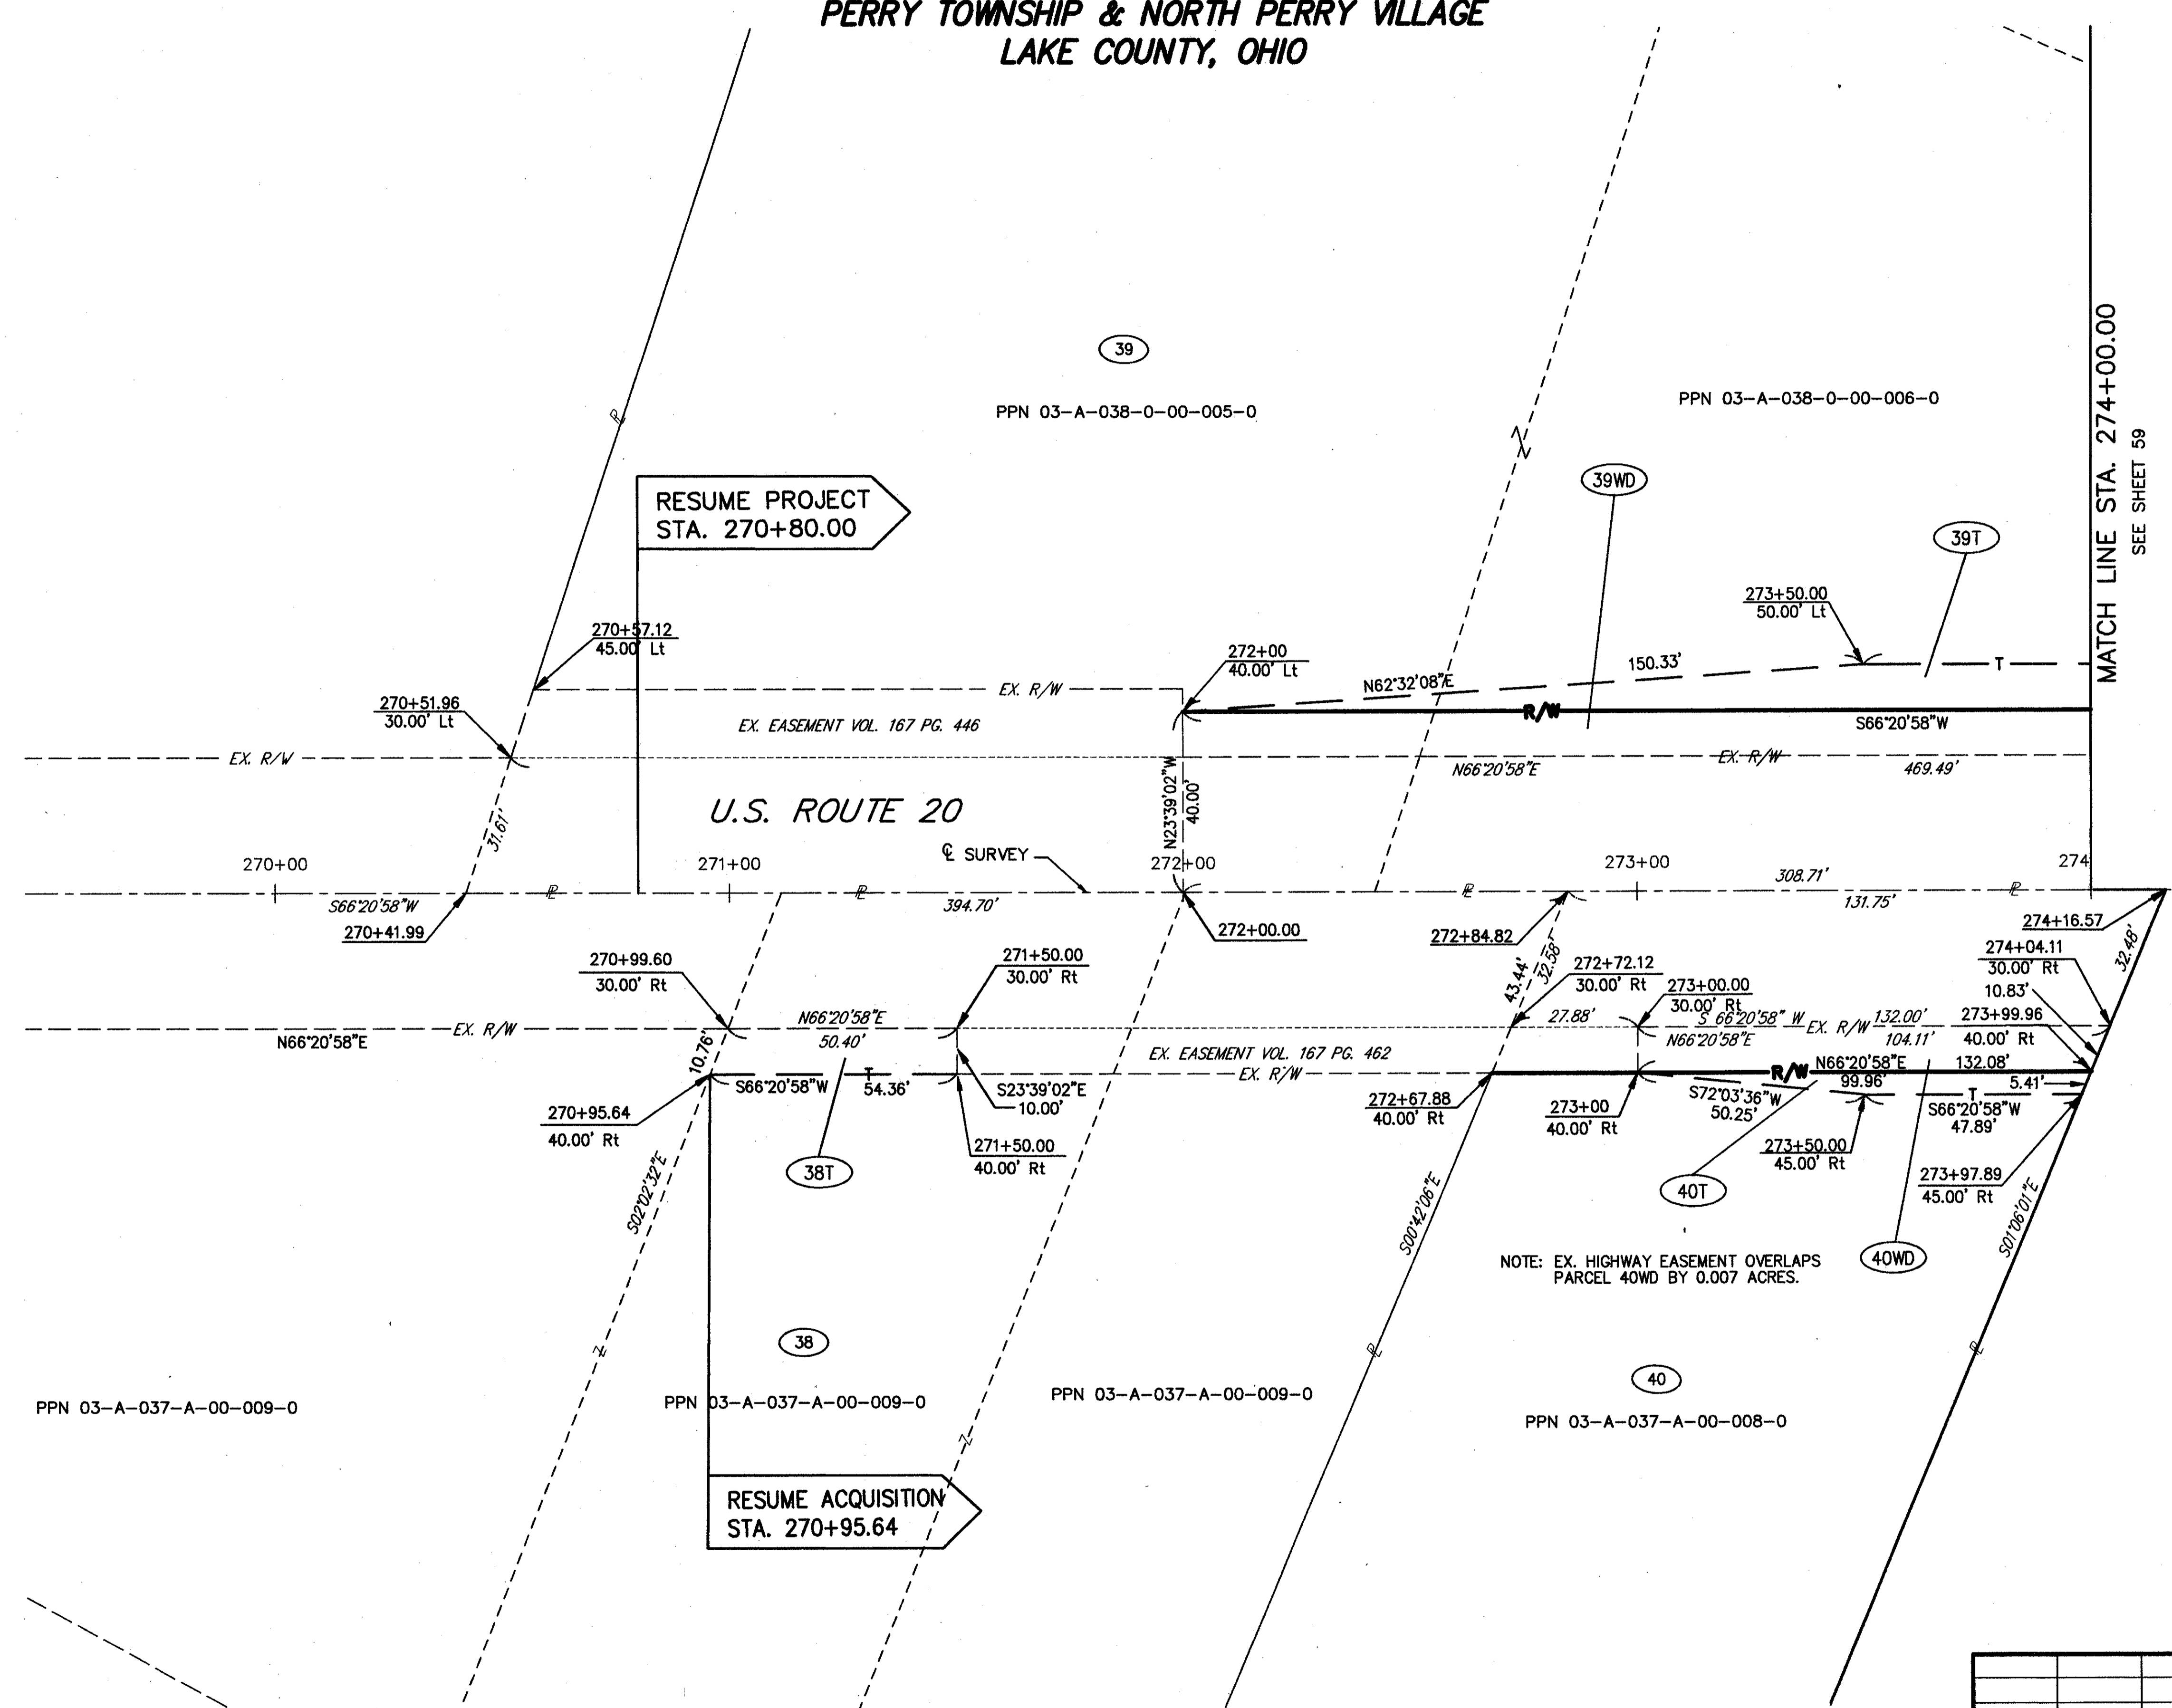 PERRY TOWNSHIP & NORTH PERRY VILLAGE
LAKE COUNTY, OHIO
39
PPN 03-A-038-0-00-005-0
PPN 03-A-038-0-00-006-0
MATCH LINE STA. 274+00.00
SEE SHEET 59
RESUME PROJECT
STA. 270+80.00
39WD
39T
273+50.00
50.00' Lt
270+57.12
45.00' Lt
272+00
40.00' Lt
150.33'
T
N62°32'08"E
EX. R/W
270+51.96
30.00' Lt
EX. EASEMENT VOL. 167 PG. 446
R/W
S66°20'58"W
EX. R/W
EX. R/W
N66°20'58"E
469.49'
N23°39'02"W
40.00'
U.S. ROUTE 20
31.61'
℄ SURVEY
270+00
271+00
272+00
273+00
274
308.71'
S66°20'58"W
394.70'
131.75'
270+41.99
272+00.00
272+84.82
274+16.57
270+99.60
30.00' Rt
271+50.00
30.00' Rt
43.44'
32.58'
272+72.12
30.00' Rt
273+00.00
30.00' Rt
274+04.11
30.00' Rt
32.48'
10.83'
N66°20'58"E
EX. R/W
N66°20'58"E
50.40'
27.88'
S 66°20'58" W
EX. R/W
132.00'
273+99.96
40.00' Rt
N66°20'58"E
104.11'
10.76'
EX. EASEMENT VOL. 167 PG. 462
EX. R/W
N66°20'58"E
132.08'
R/W
S66°20'58"W
T
54.36'
S23°39'02"E
10.00'
99.96'
5.41'
S72°03'36"W
50.25'
T
S66°20'58"W
47.89'
270+95.64
40.00' Rt
272+67.88
40.00' Rt
273+00
40.00' Rt
271+50.00
40.00' Rt
273+50.00
45.00' Rt
273+97.89
45.00' Rt
38T
40T
S02°02'32"E
S00°42'06"E
S01°06'01"E
NOTE: EX. HIGHWAY EASEMENT OVERLAPS
PARCEL 40WD BY 0.007 ACRES.
40WD
38
40
PPN 03-A-037-A-00-009-0
PPN 03-A-037-A-00-009-0
PPN 03-A-037-A-00-009-0
PPN 03-A-037-A-00-008-0
RESUME ACQUISITION
STA. 270+95.64